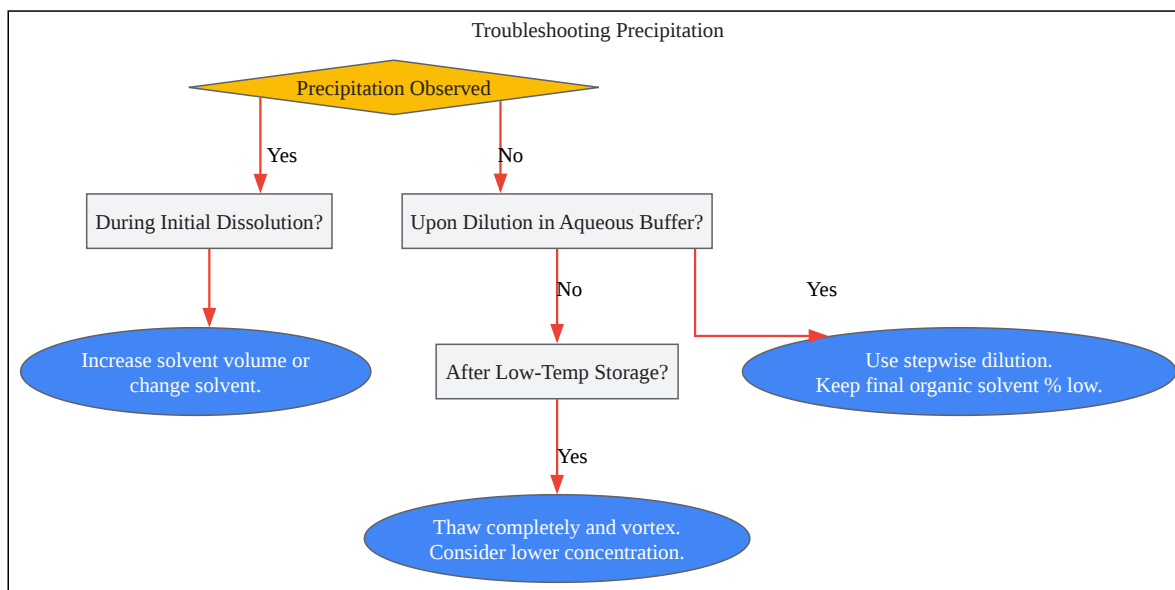 Troubleshooting Precipitation
Precipitation Observed
Yes
No
During Initial Dissolution?
Upon Dilution in Aqueous Buffer?
No
Yes
Increase solvent volume or
change solvent.
After Low-Temp Storage?
Use stepwise dilution.
Keep final organic solvent % low.
Yes
Thaw completely and vortex.
Consider lower concentration.